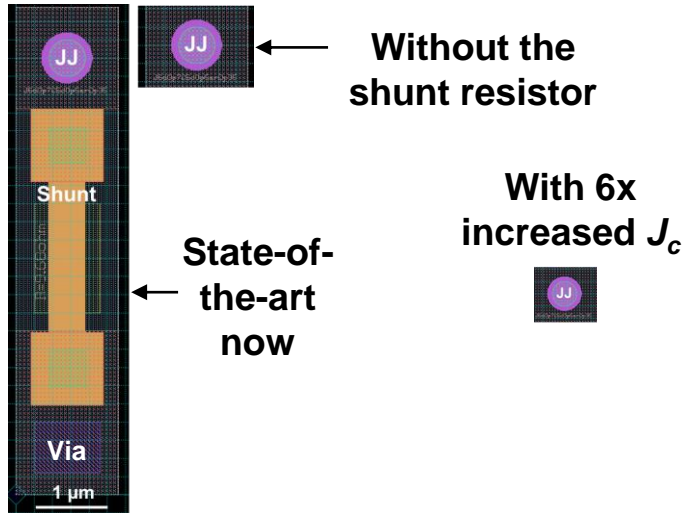 JJ
JJ
Without the
shunt resistor
Shunt
With 6x
increased Jc
State-of-
the-art
now
JJ
Via
1 µm